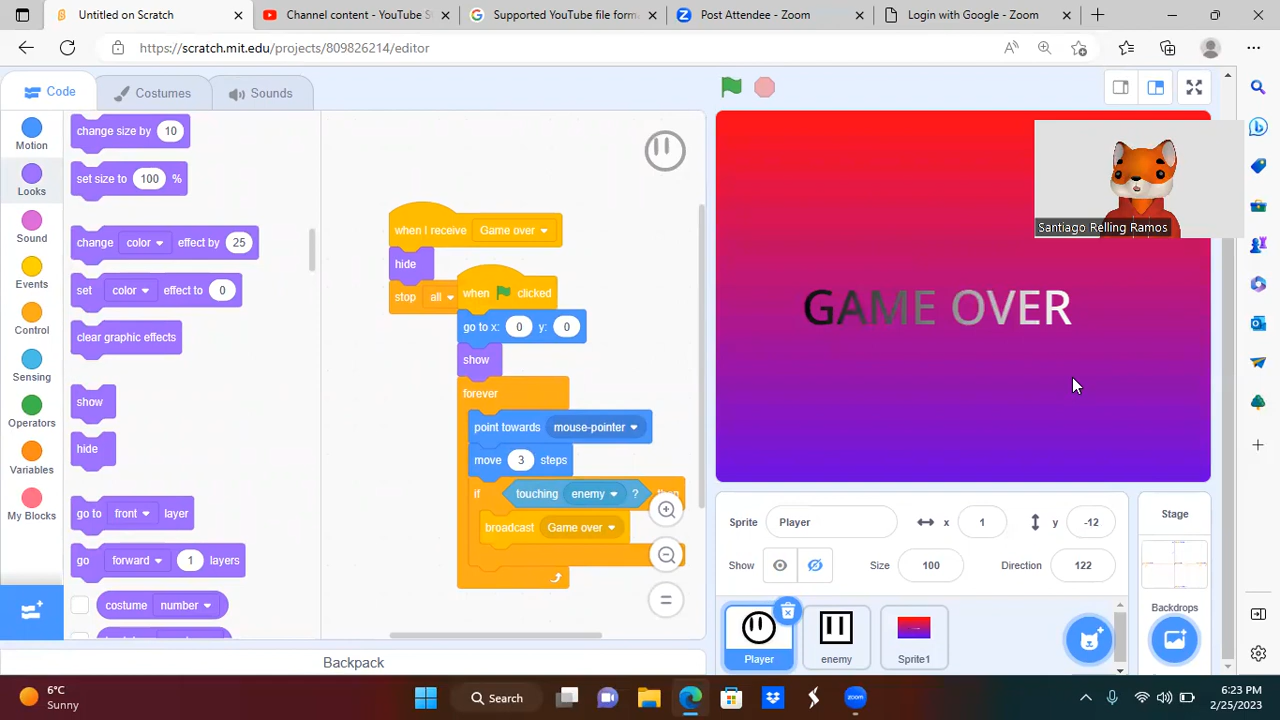 Untitled on Scratch
Channel content - YouTube S
Supported YouTube file form
Post Attendee - Zoom
Login with Google - Zoom
https://scratch.mit.edu/projects/809826214/editor
Code
Costumes
Sounds
Motion
Looks
Sound
Events
Control
Sensing
Operators
Variables
My Blocks
change size by 10
set size to 100 %
change color effect by 25
set color effect to 0
clear graphic effects
show
hide
go to front layer
go forward 1 layers
costume number
when I receive Game over
hide
stop all
when clicked
go to x: 0 y: 0
show
forever
point towards mouse-pointer
move 3 steps
if touching enemy ? then
broadcast Game over
Backpack
GAME OVER
Santiago Relling Ramos
Sprite Player x 1 y -12
Show Size 100 Direction 122
Player
enemy
Sprite1
Stage
Backdrops
6°C
Sunny
Search
6:23 PM
2/25/2023